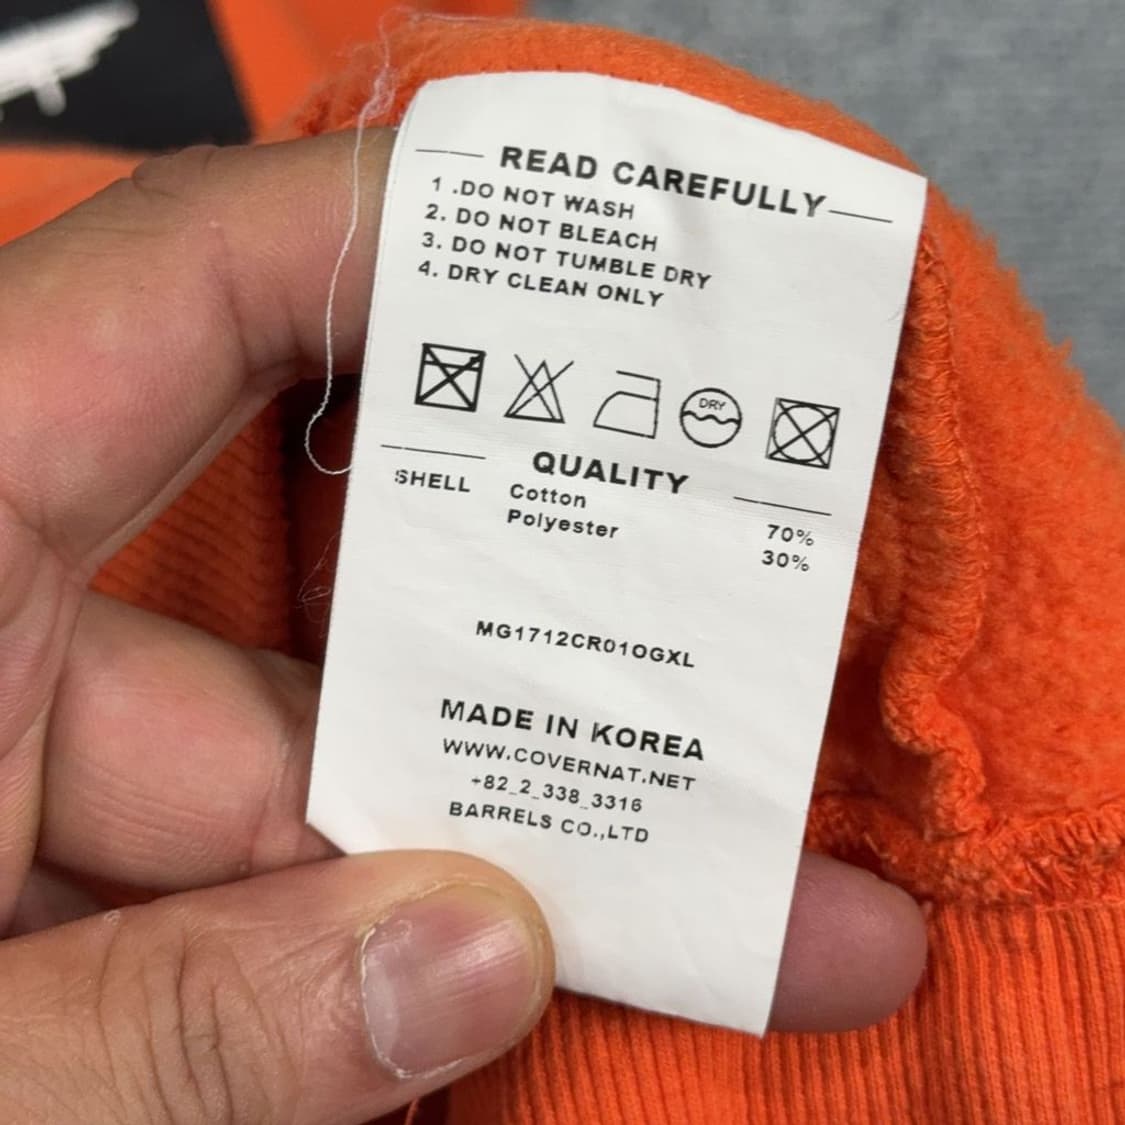 READ CAREFULLY
1 .DO NOT WASH
2. DO NOT BLEACH
3. DO NOT TUMBLE DRY
4. DRY CLEAN ONLY
DRY
QUALITY
SHELL Cotton 70%
Polyester 30%
MG1712CR01OGXL
MADE IN KOREA
WWW.COVERNAT.NET
+82_2_338_3316
BARRELS CO.,LTD